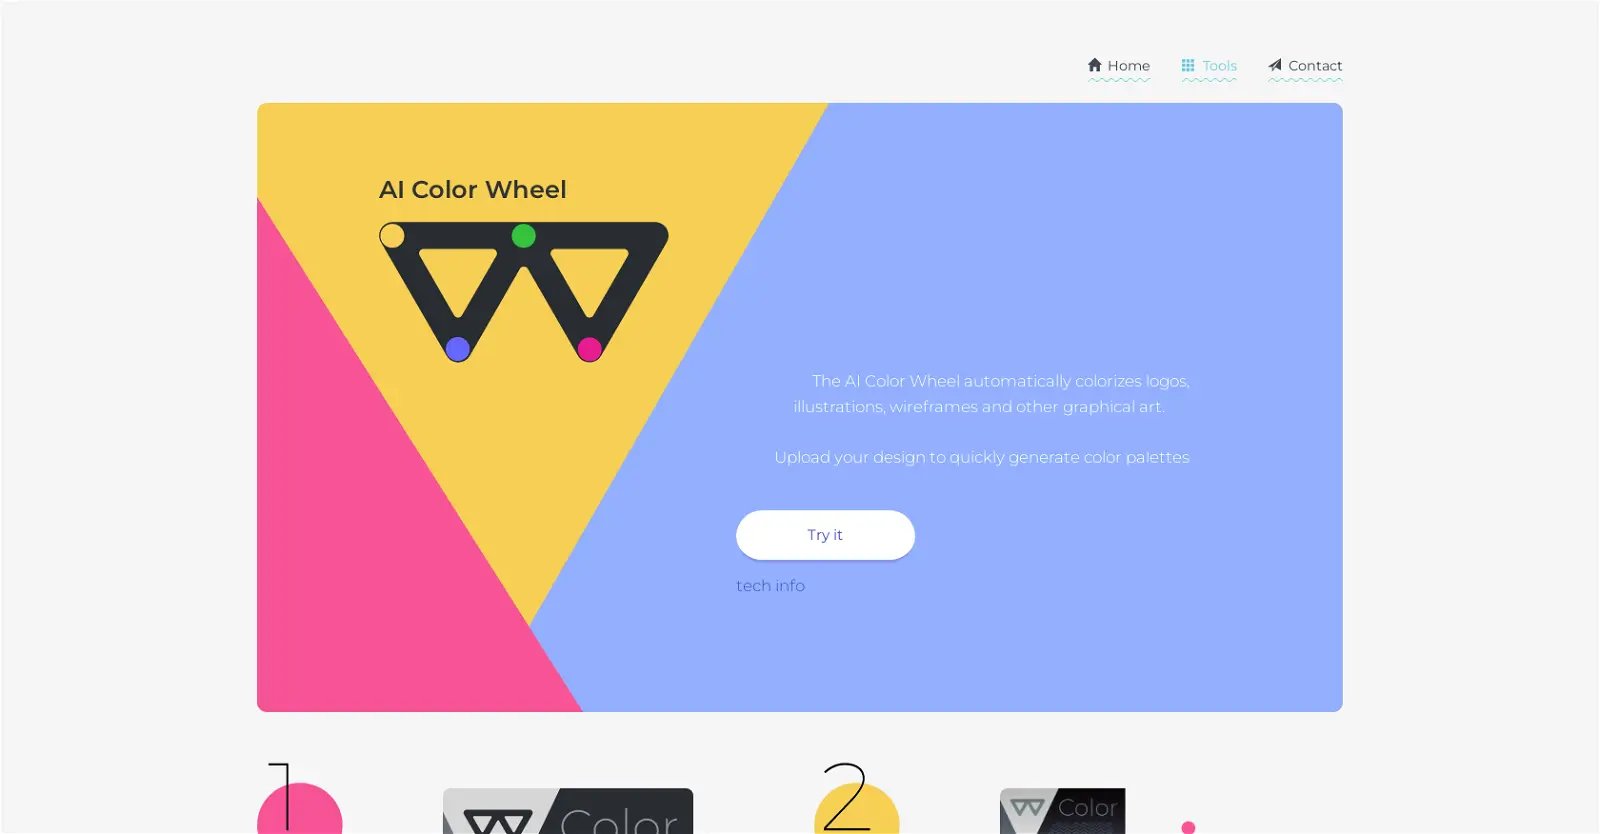 Home
Tools
Contact
AI Color Wheel
The AI Color Wheel automatically colorizes logos,
illustrations, wireframes and other graphical art.
Upload your design to quickly generate color palettes
Try it
tech info
1
Color
2
Color